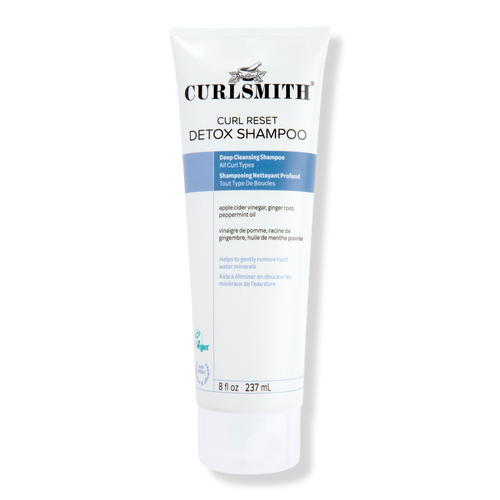 CURLSMITH®
CURL RESET
DETOX SHAMPOO
Deep Cleansing Shampoo
All Curl Types
Shampooing Nettoyant Profond
Tout Type De Boucles
apple cider vinegar, ginger root,
peppermint oil
vinaigre de pomme, racine de
gingembre, huile de menthe poivrée
Helps to gently remove hard
water minerals
Aide à éliminer en douceur les
minéraux de l'eau dure
Vegan
8 fl oz 237 mL